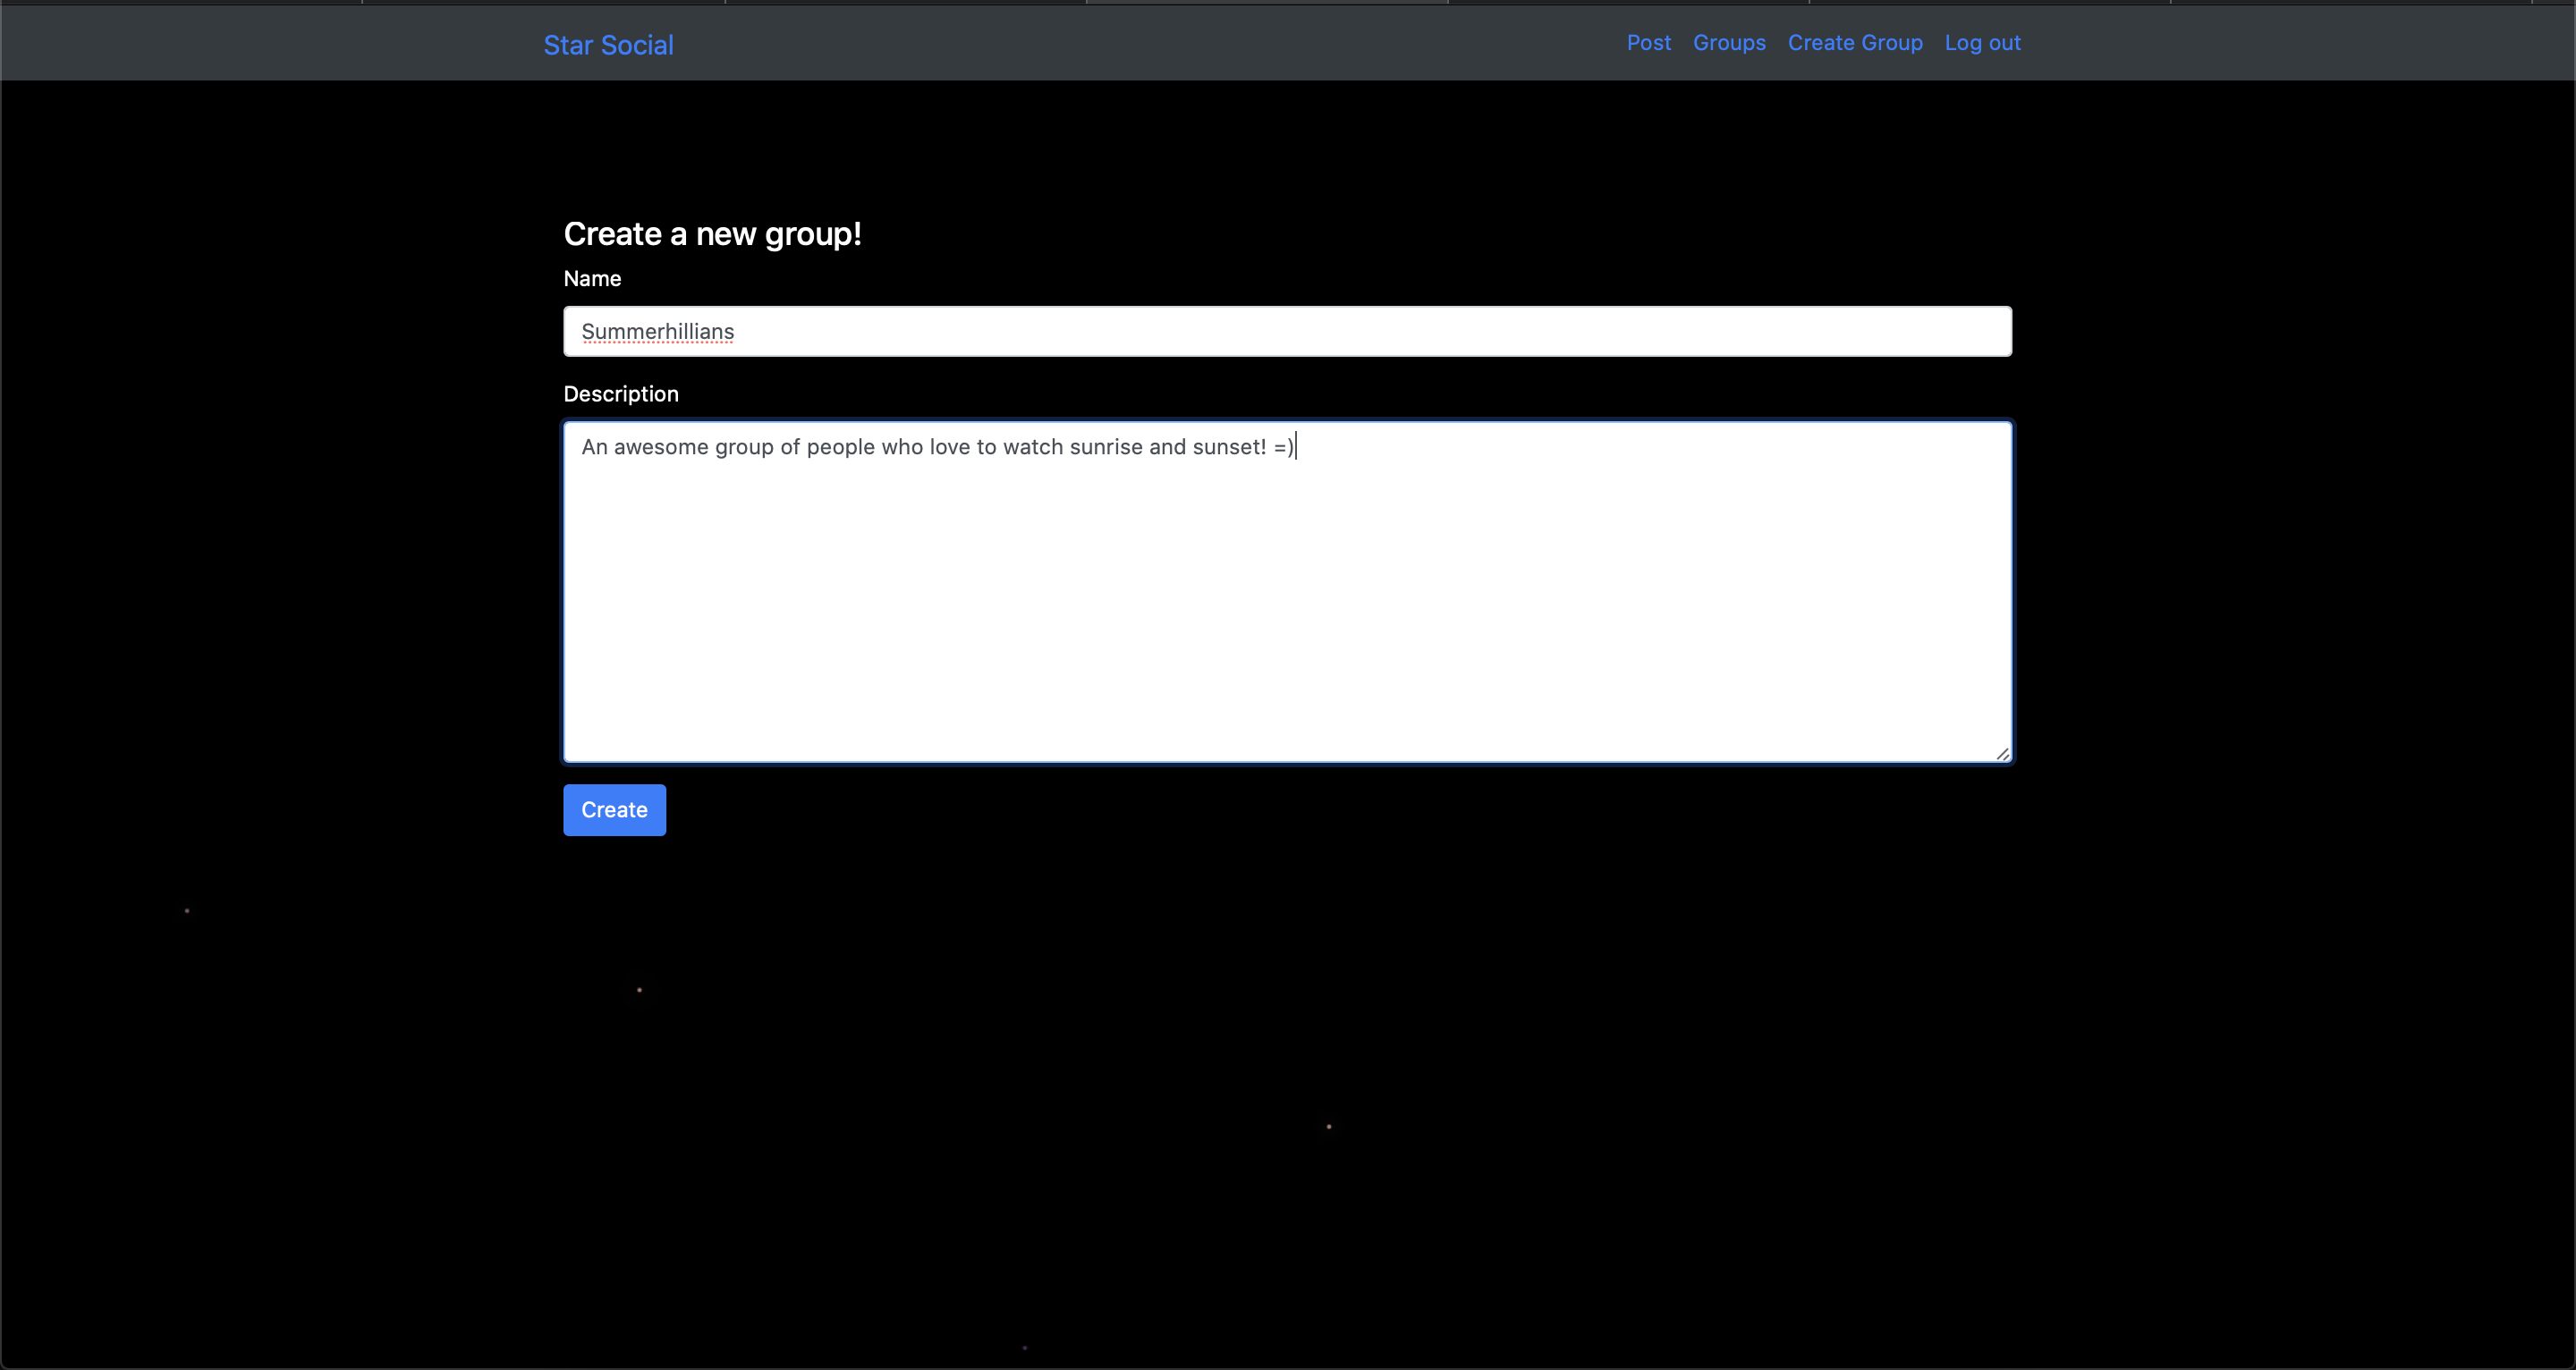 Star Social
Post Groups Create Group Log out
Create a new group!
Name
Summerhillians
Description
An awesome group of people who love to watch sunrise and sunset! =)
Create